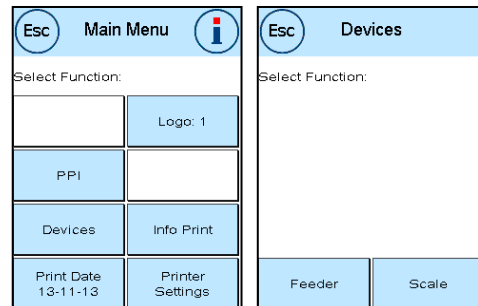 Esc
Main Menu
i
Select Function:
Logo: 1
PPI
Devices
Info Print
Print Date
13-11-13
Printer
Settings
Esc
Devices
Select Function:
Feeder
Scale